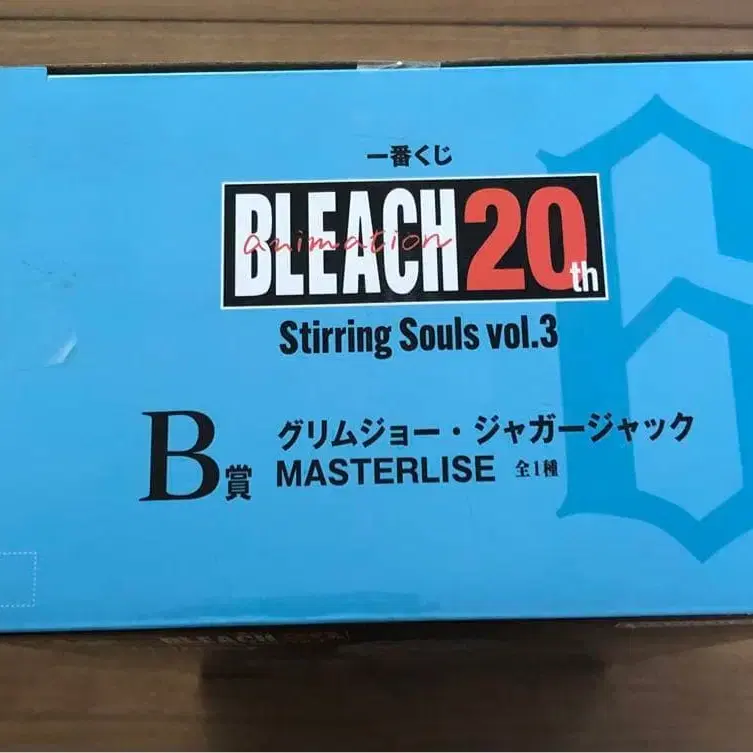 一番くじ
BLEACH 20th
animation
Stirring Souls vol.3
B賞
グリムジョー・ジャガージャック
MASTERLISE 全1種
BLEACH